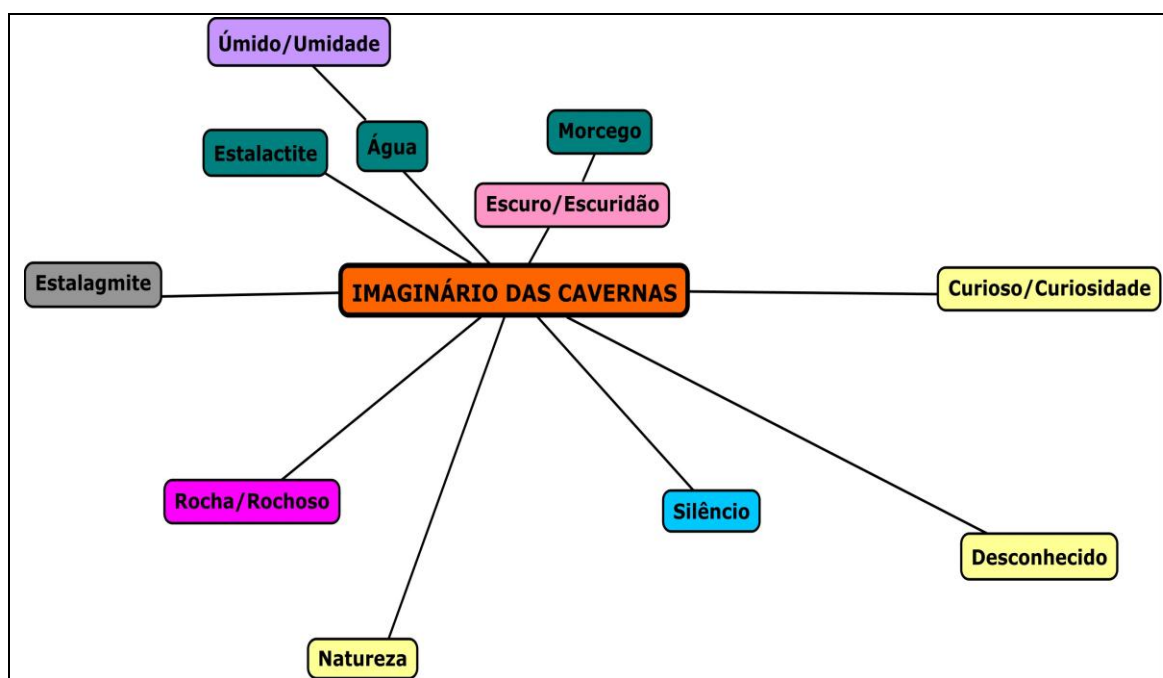 Úmido/Umidade
Morcego
Água
Estalactite
Escuro/Escuridão
Estalagmite
IMAGINÁRIO DAS CAVERNAS
Curioso/Curiosidade
Rocha/Rochoso
Silêncio
Desconhecido
Natureza